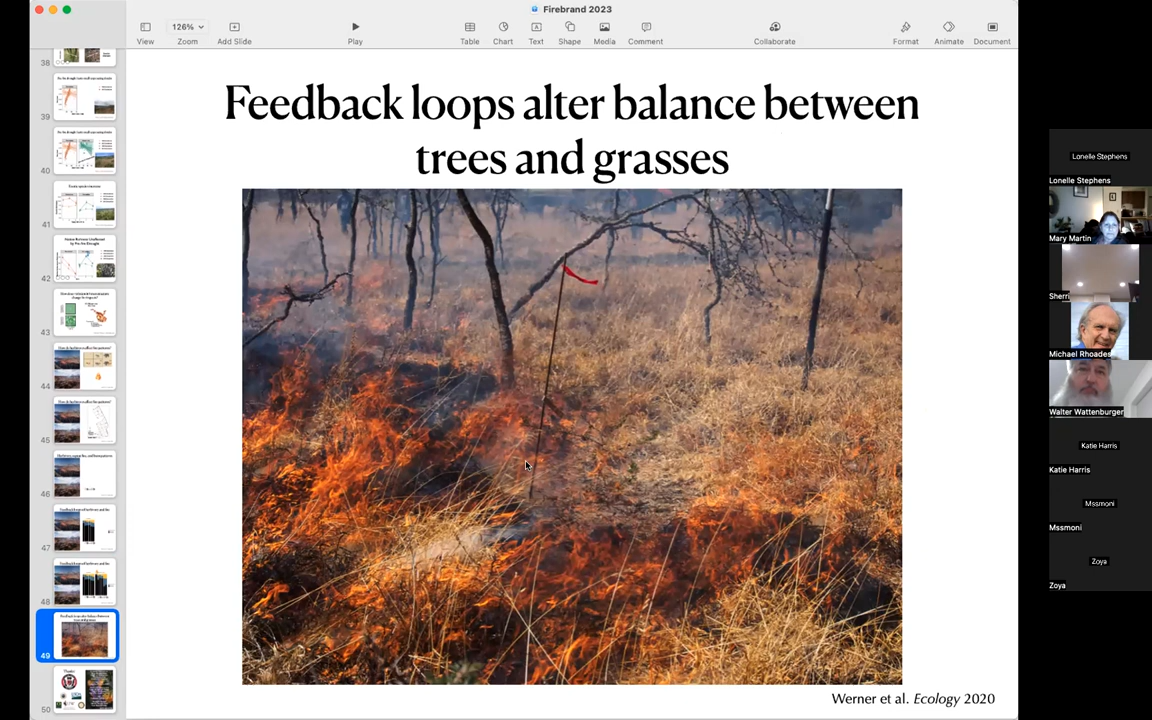 Firebrand 2023
126%
View
Zoom
Add Slide
Play
Table
Chart
Text
Shape
Media
Comment
Collaborate
Format
Animate
Document
38
39
40
41
42
43
44
45
46
47
48
49
50
Feedback loops alter balance between
trees and grasses
Werner et al. Ecology 2020
Lonelle Stephens
Lonelle Stephens
Mary Martin
Sherri
Michael Rhoades
Walter Wattenburger
Katie Harris
Katie Harris
Mssmoni
Mssmoni
Zoya
Zoya